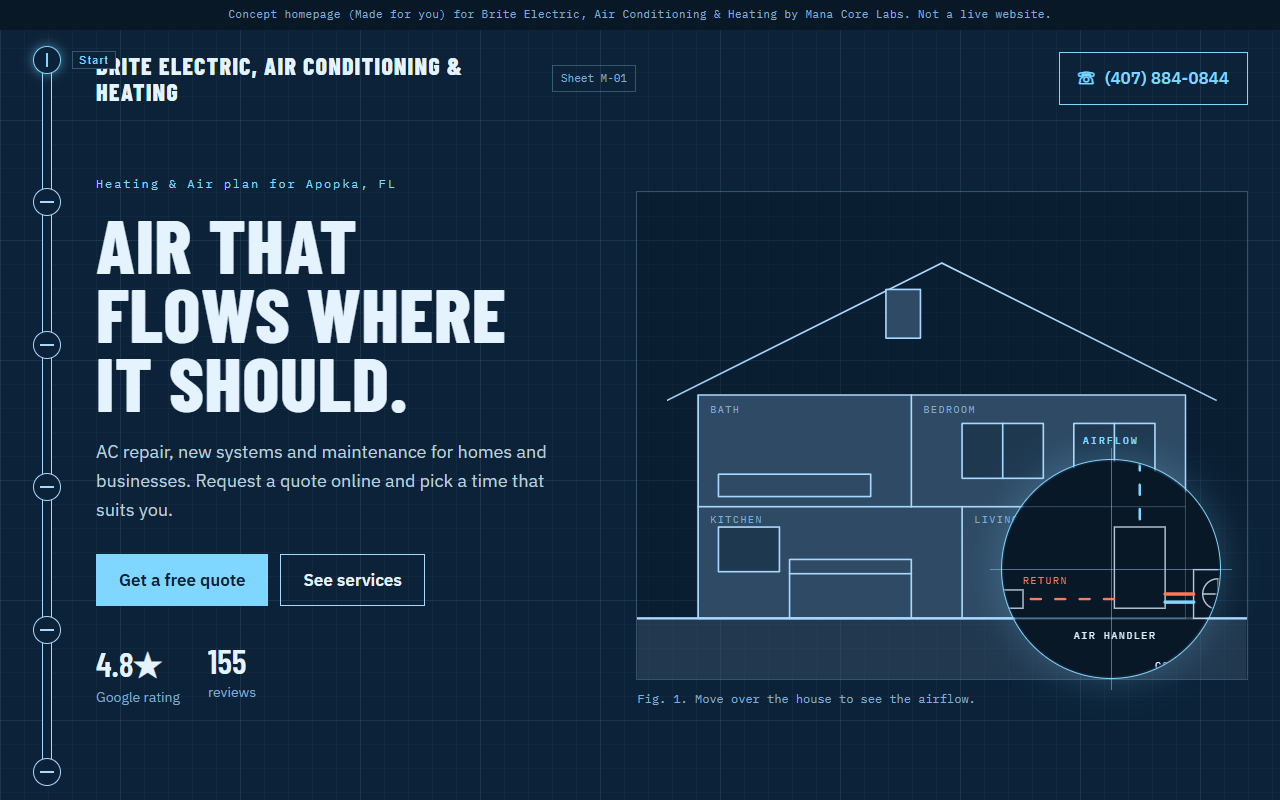 Concept homepage (Made for you) for Brite Electric, Air Conditioning & Heating by Mana Core Labs. Not a live website.
Start
BRITE ELECTRIC, AIR CONDITIONING &
HEATING
Sheet M-01
☎ (407) 884-0844
Heating & Air plan for Apopka, FL
AIR THAT
FLOWS WHERE
IT SHOULD.
AC repair, new systems and maintenance for homes and
businesses. Request a quote online and pick a time that
suits you.
Get a free quote
See services
4.8★
Google rating
155
reviews
BATH
BEDROOM
AIRFLOW
KITCHEN
RETURN
AIR HANDLER
Fig. 1. Move over the house to see the airflow.